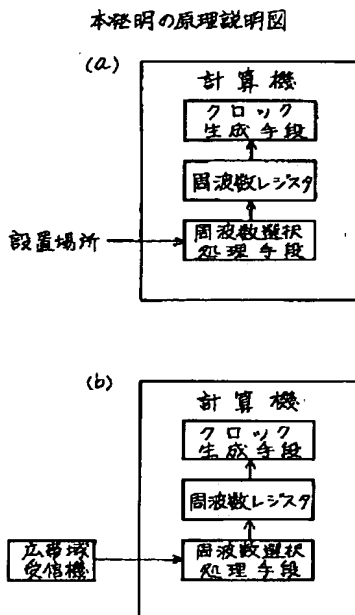 本発明の原理説明図
(a)
計算機
クロック
生成手段
周波数レジスタ
設置場所
周波数選択
処理手段
(b)
計算機
クロック
生成手段
周波数レジスタ
広帯域
受信機
周波数選択
処理手段